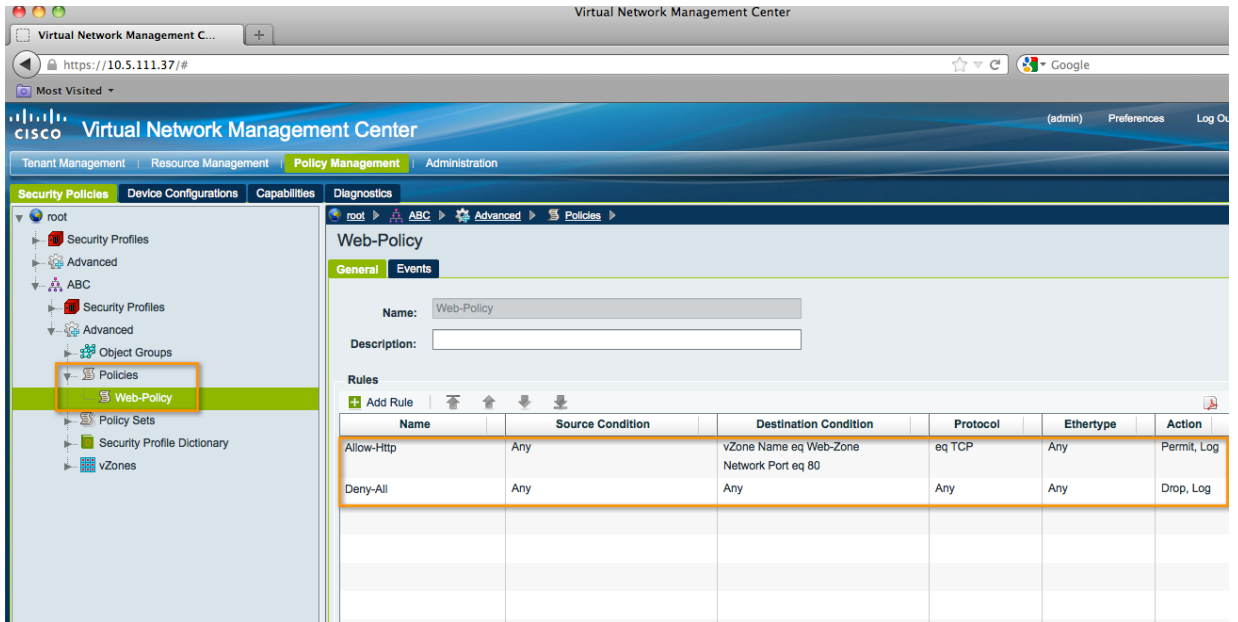 Virtual Network Management Center
Virtual Network Management C...
https://10.5.111.37/#
Google
Most Visited
CISCO Virtual Network Management Center
(admin) Preferences Log Ou
Tenant Management | Resource Management | Policy Management | Administration
Security Policies Device Configurations Capabilities Diagnostics
root
Security Profiles
Advanced
ABC
Security Profiles
Advanced
Object Groups
Policies
Web-Policy
Policy Sets
Security Profile Dictionary
vZones
root ABC Advanced Policies
Web-Policy
General Events
Name: Web-Policy
Description:
Rules
Add Rule
Name Source Condition Destination Condition Protocol Ethertype Action
Allow-Http Any vZone Name eq Web-Zone eq TCP Any Permit, Log
Network Port eq 80
Deny-All Any Any Any Any Drop, Log